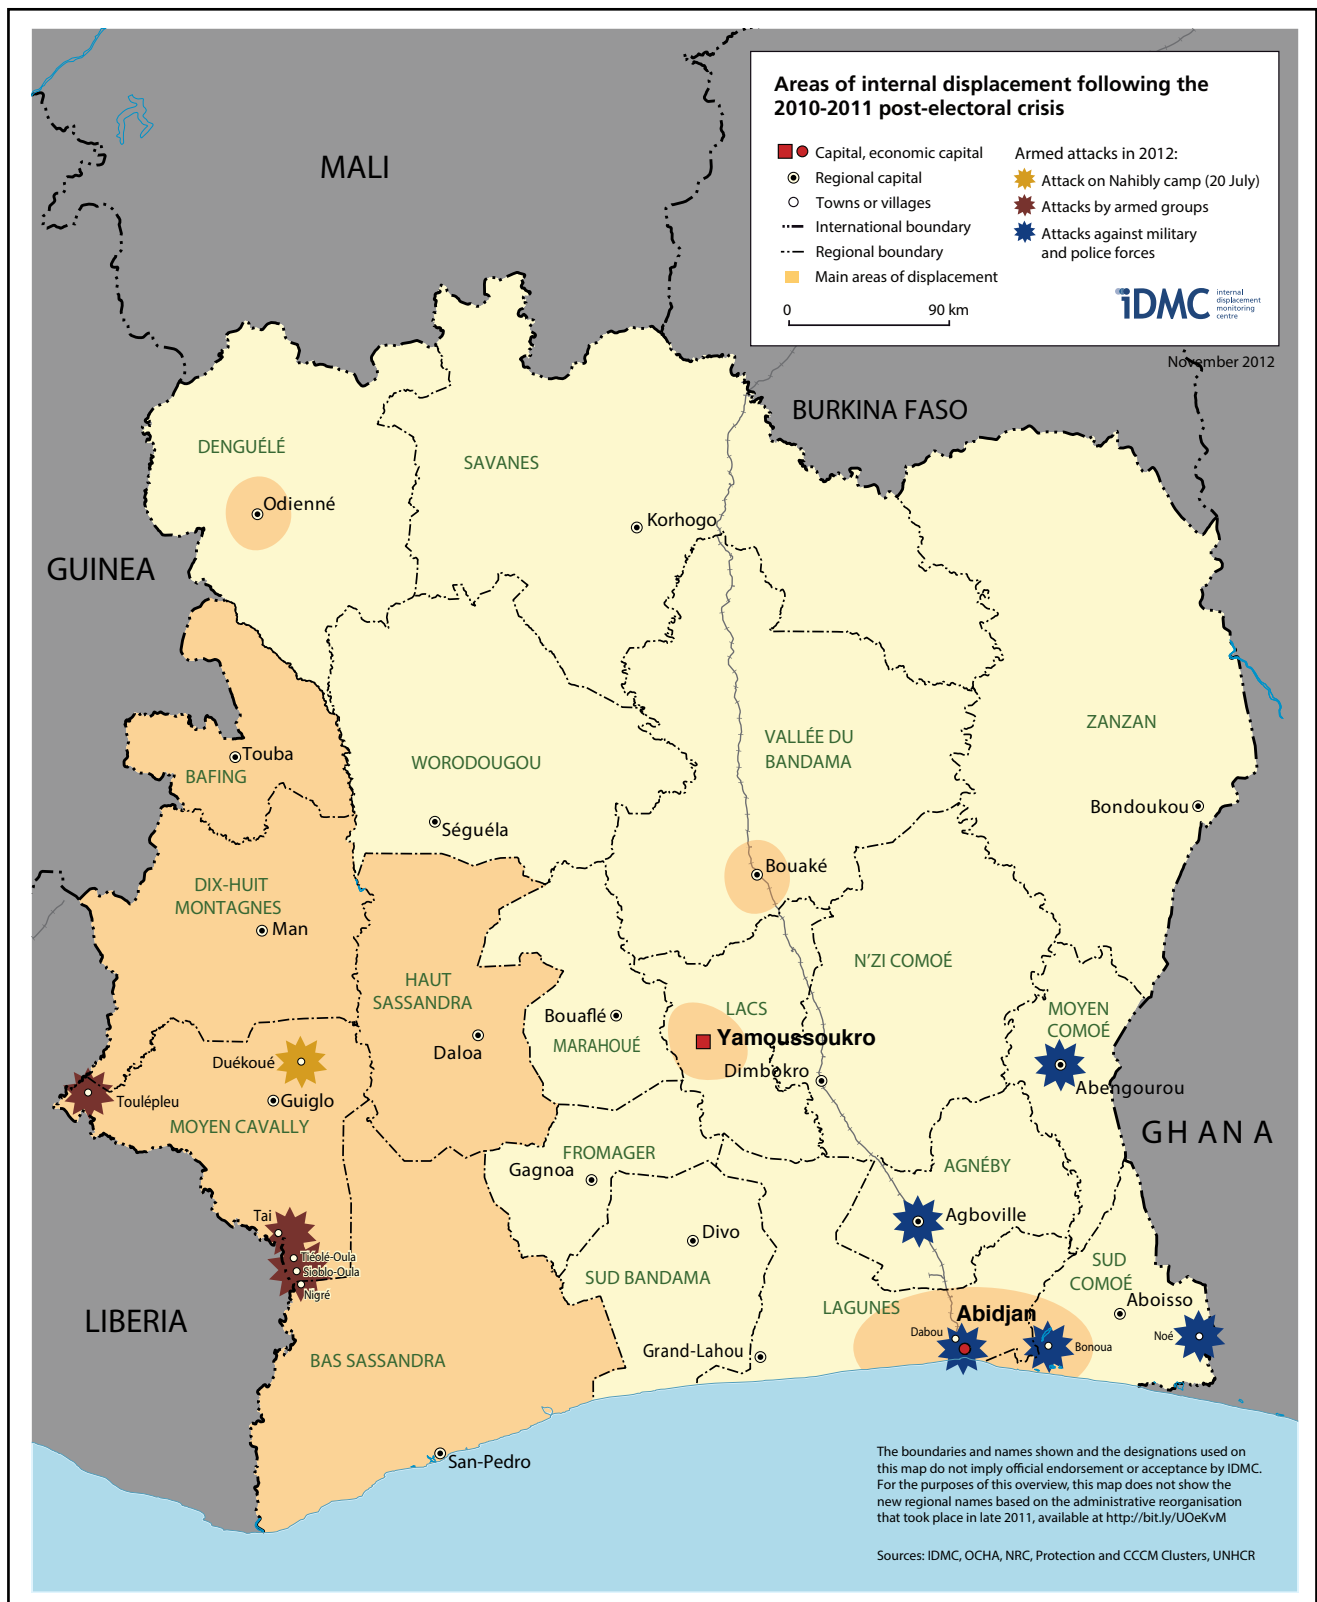 Areas of internal displacement following the
2010-2011 post-electoral crisis
Capital, economic capital
Regional capital
Towns or villages
International boundary
Regional boundary
Main areas of displacement
0
90 km
Armed attacks in 2012:
Attack on Nahibly camp (20 July)
Attacks by armed groups
Attacks against military
and police forces
iDMC
internal
displacement
monitoring
centre
November 2012
MALI
BURKINA FASO
GUINEA
GHANA
LIBERIA
DENGUÉLÉ
Odienné
SAVANES
Korhogo
BAFING
Touba
WORODOUGOU
Séguéla
VALLÉE DU
BANDAMA
Bouaké
ZANZAN
Bondoukou
DIX-HUIT
MONTAGNES
Man
HAUT
SASSANDRA
Daloa
Bouaflé
MARAHOUÉ
LACS
Yamoussoukro
Dimbokro
N'ZI COMOÉ
MOYEN
COMOÉ
Abengourou
Duékoué
Toulépleu
Guiglo
MOYEN CAVALLY
FROMAGER
Gagnoa
AGNÉBY
Agboville
Tai
Tiéolé-Oula
Sioblo-Oula
Nigré
Divo
SUD BANDAMA
SUD
COMOÉ
Aboisso
LAGUNES
Abidjan
Dabou
Bonoua
Noé
Grand-Lahou
BAS SASSANDRA
San-Pedro
The boundaries and names shown and the designations used on
this map do not imply official endorsement or acceptance by IDMC.
For the purposes of this overview, this map does not show the
new regional names based on the administrative reorganisation
that took place in late 2011, available at http://bit.ly/UOeKvM
Sources: IDMC, OCHA, NRC, Protection and CCCM Clusters, UNHCR